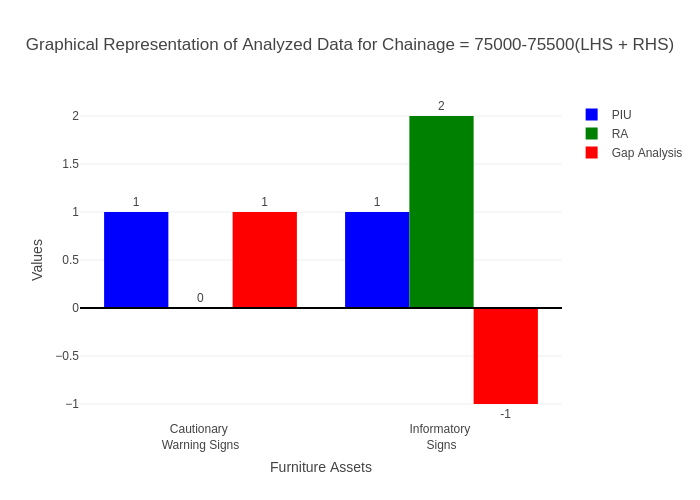 Graphical Representation of Analyzed Data for Chainage = 75000-75500(LHS + RHS)
PIU
RA
Gap Analysis
Values
2
1.5
1
0.5
0
−0.5
−1
1
0
1
1
2
-1
Cautionary
Warning Signs
Informatory
Signs
Furniture Assets